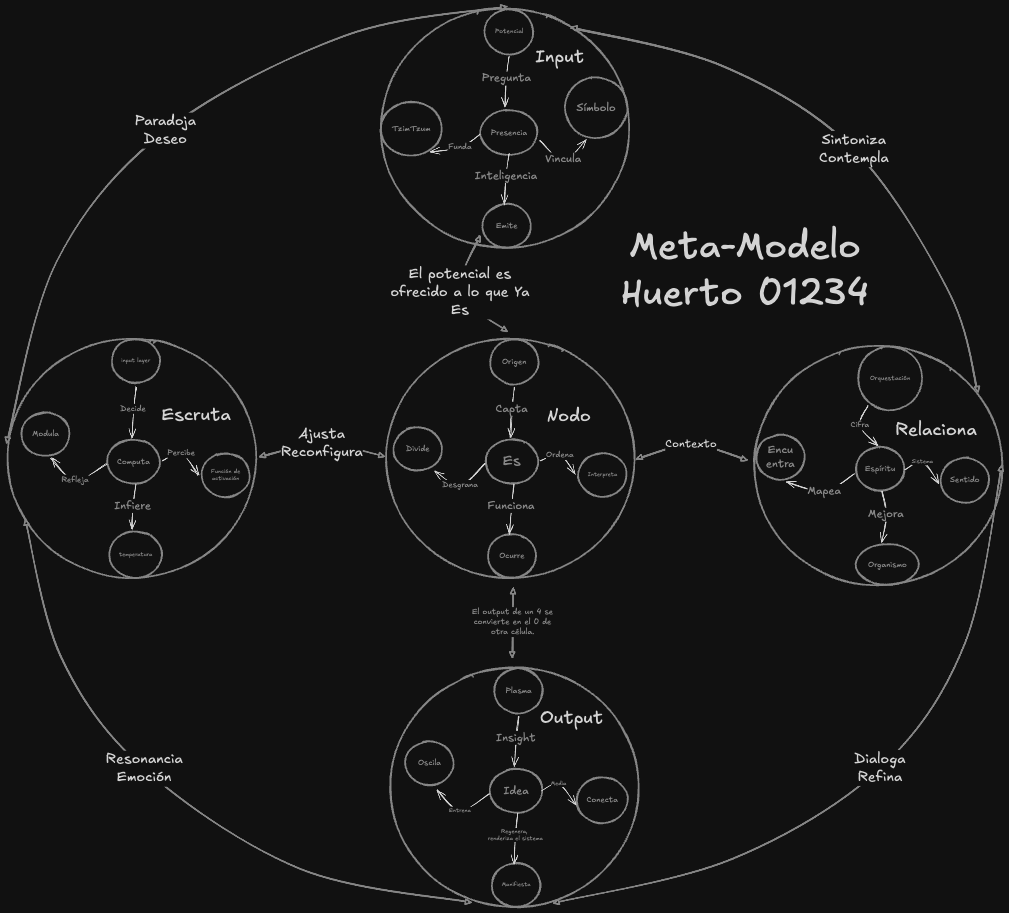 Potencial
Input
Pregunta
Símbolo
TzimTzum
Presencia
Funda
Vincula
Inteligencia
Emite
Paradoja
Deseo
Sintoniza
Contempla
Meta-Modelo
Huerto 01234
El potencial es
ofrecido a lo que Ya
Es
Input layer
Decide
Escruta
Modula
Computa
Percibe
Refleja
Función de
activación
Infiere
Temperatura
Ajusta
Reconfigura
Origen
Capta
Nodo
Divide
Es
Ordena
Desgrana
Interpreta
Funciona
Ocurre
Contexto
Orquestación
Cifra
Relaciona
Encu
entra
Espíritu
Sistema
Mapea
Sentido
Mejora
Organismo
El output de un 4 se
convierte en el 0 de
otra célula.
Plasma
Output
Insight
Oscila
Idea
Media
Entrena
Conecta
Regenera,
renderiza el sistema
Manifiesta
Resonancia
Emoción
Dialoga
Refina